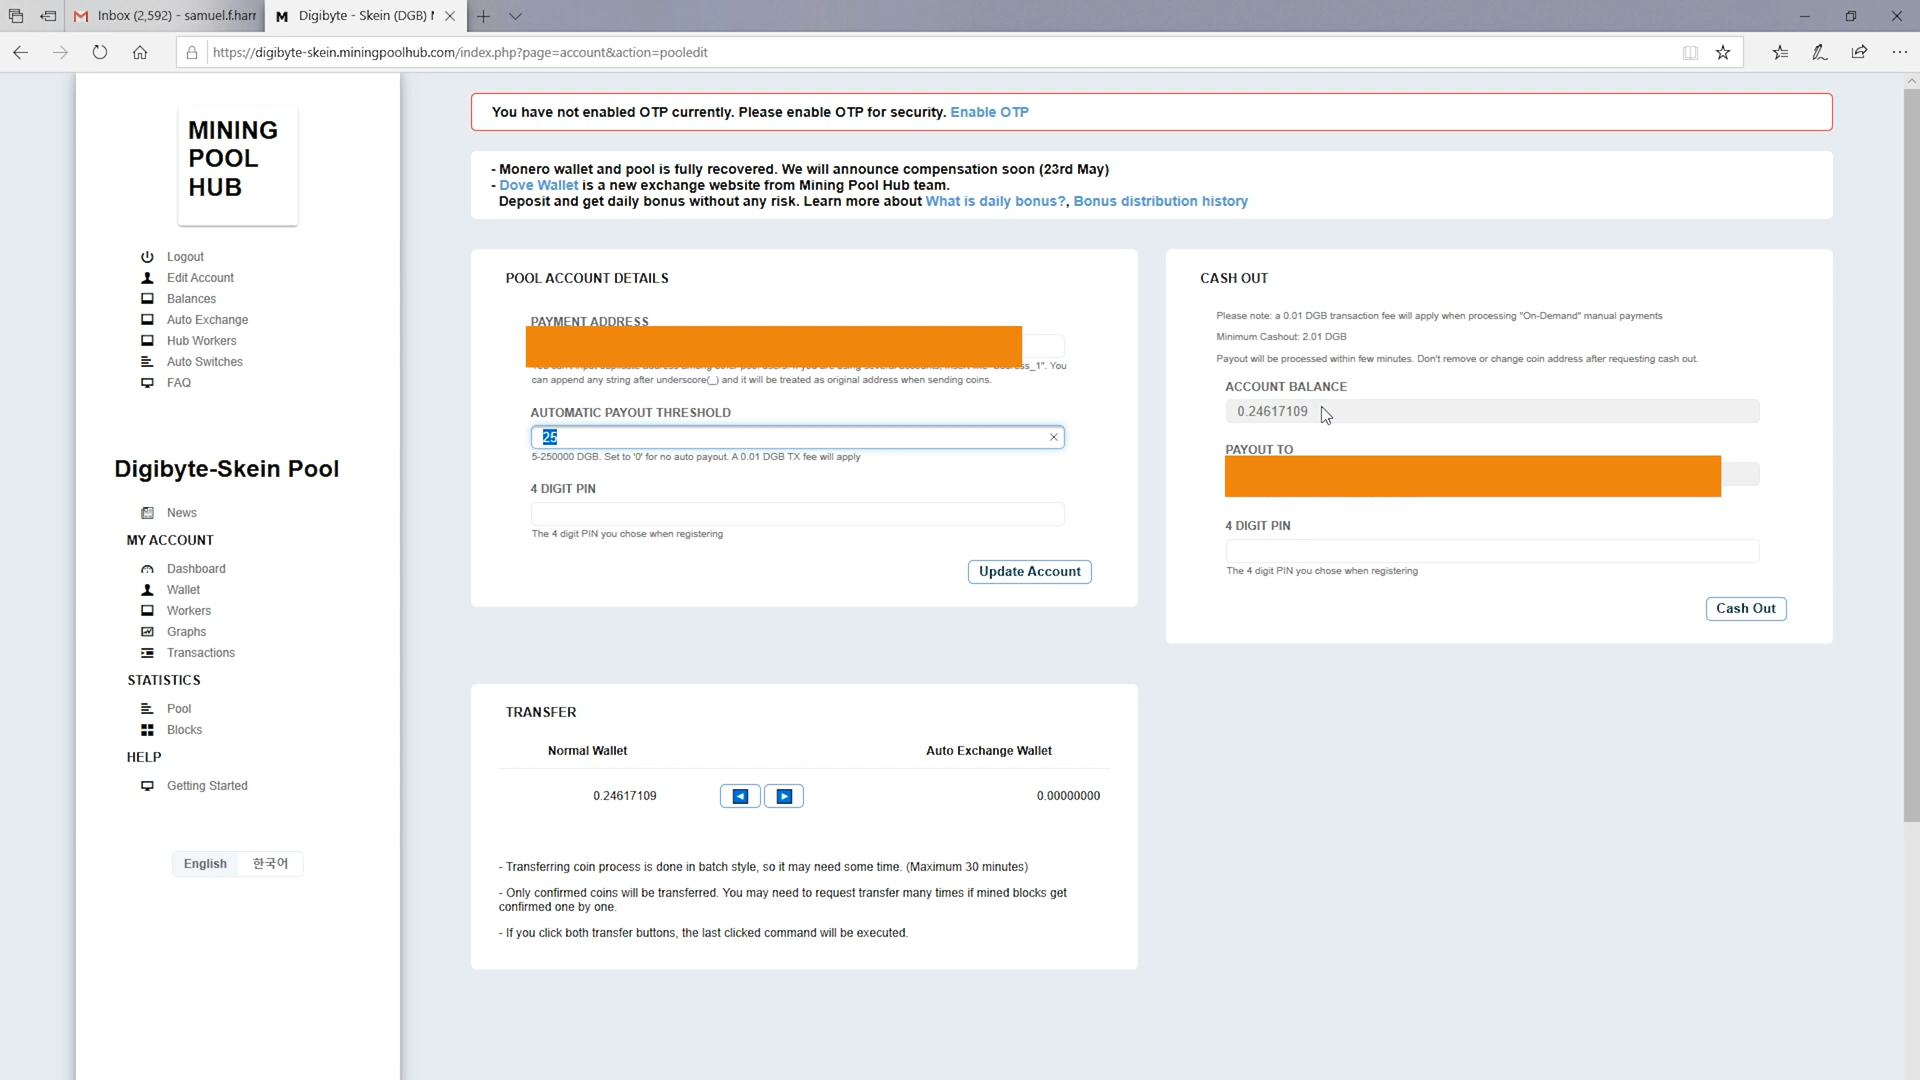 Inbox (2,592) - samuel.f.harr
M Digibyte - Skein (DGB)
https://digibyte-skein.miningpoolhub.com/index.php?page=account&action=pooledit
MINING
POOL
HUB
Logout
Edit Account
Balances
Auto Exchange
Hub Workers
Auto Switches
FAQ
Digibyte-Skein Pool
News
MY ACCOUNT
Dashboard
Wallet
Workers
Graphs
Transactions
STATISTICS
Pool
Blocks
HELP
Getting Started
English 한국어
You have not enabled OTP currently. Please enable OTP for security. Enable OTP
- Monero wallet and pool is fully recovered. We will announce compensation soon (23rd May)
- Dove Wallet is a new exchange website from Mining Pool Hub team.
Deposit and get daily bonus without any risk. Learn more about What is daily bonus?, Bonus distribution history
POOL ACCOUNT DETAILS
PAYMENT ADDRESS
_1". You
can append any string after underscore(_) and it will be treated as original address when sending coins.
AUTOMATIC PAYOUT THRESHOLD
25
5-250000 DGB. Set to '0' for no auto payout. A 0.01 DGB TX fee will apply
4 DIGIT PIN
The 4 digit PIN you chose when registering
Update Account
CASH OUT
Please note: a 0.01 DGB transaction fee will apply when processing "On-Demand" manual payments
Minimum Cashout: 2.01 DGB
Payout will be processed within few minutes. Don't remove or change coin address after requesting cash out.
ACCOUNT BALANCE
0.24617109
PAYOUT TO
4 DIGIT PIN
The 4 digit PIN you chose when registering
Cash Out
TRANSFER
Normal Wallet Auto Exchange Wallet
0.24617109 0.00000000
- Transferring coin process is done in batch style, so it may need some time. (Maximum 30 minutes)
- Only confirmed coins will be transferred. You may need to request transfer many times if mined blocks get
confirmed one by one.
- If you click both transfer buttons, the last clicked command will be executed.